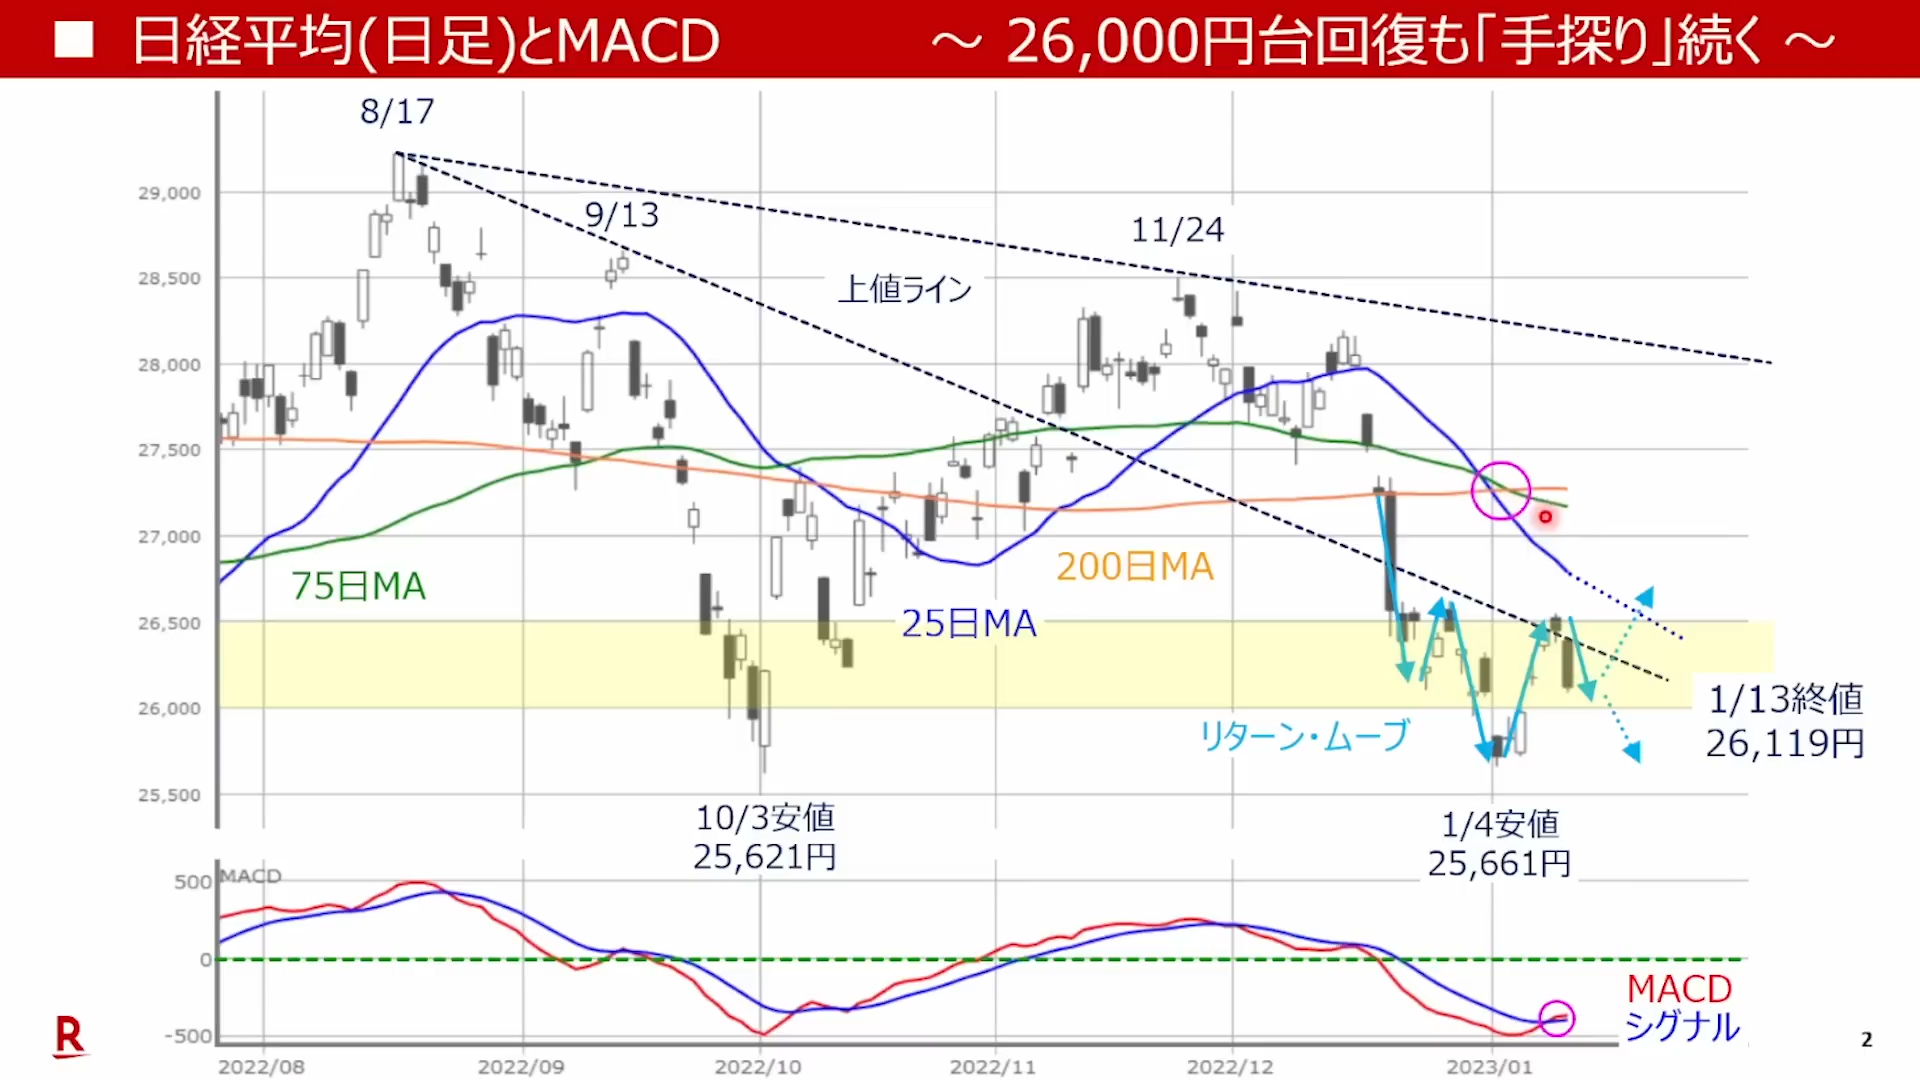 ■ 日経平均(日足)とMACD ～ 26,000円台回復も「手探り」続く ～
8/17
29,000
9/13
11/24
28,500
上値ライン
28,000
27,500
27,000
200日MA
75日MA
26,500
25日MA
26,000
1/13終値
26,119円
リターン・ムーブ
25,500
10/3安値
25,621円
1/4安値
25,661円
500
MACD
0
MACD
シグナル
-500
R
2
2022/08
2022/09
2022/10
2022/11
2022/12
2023/01